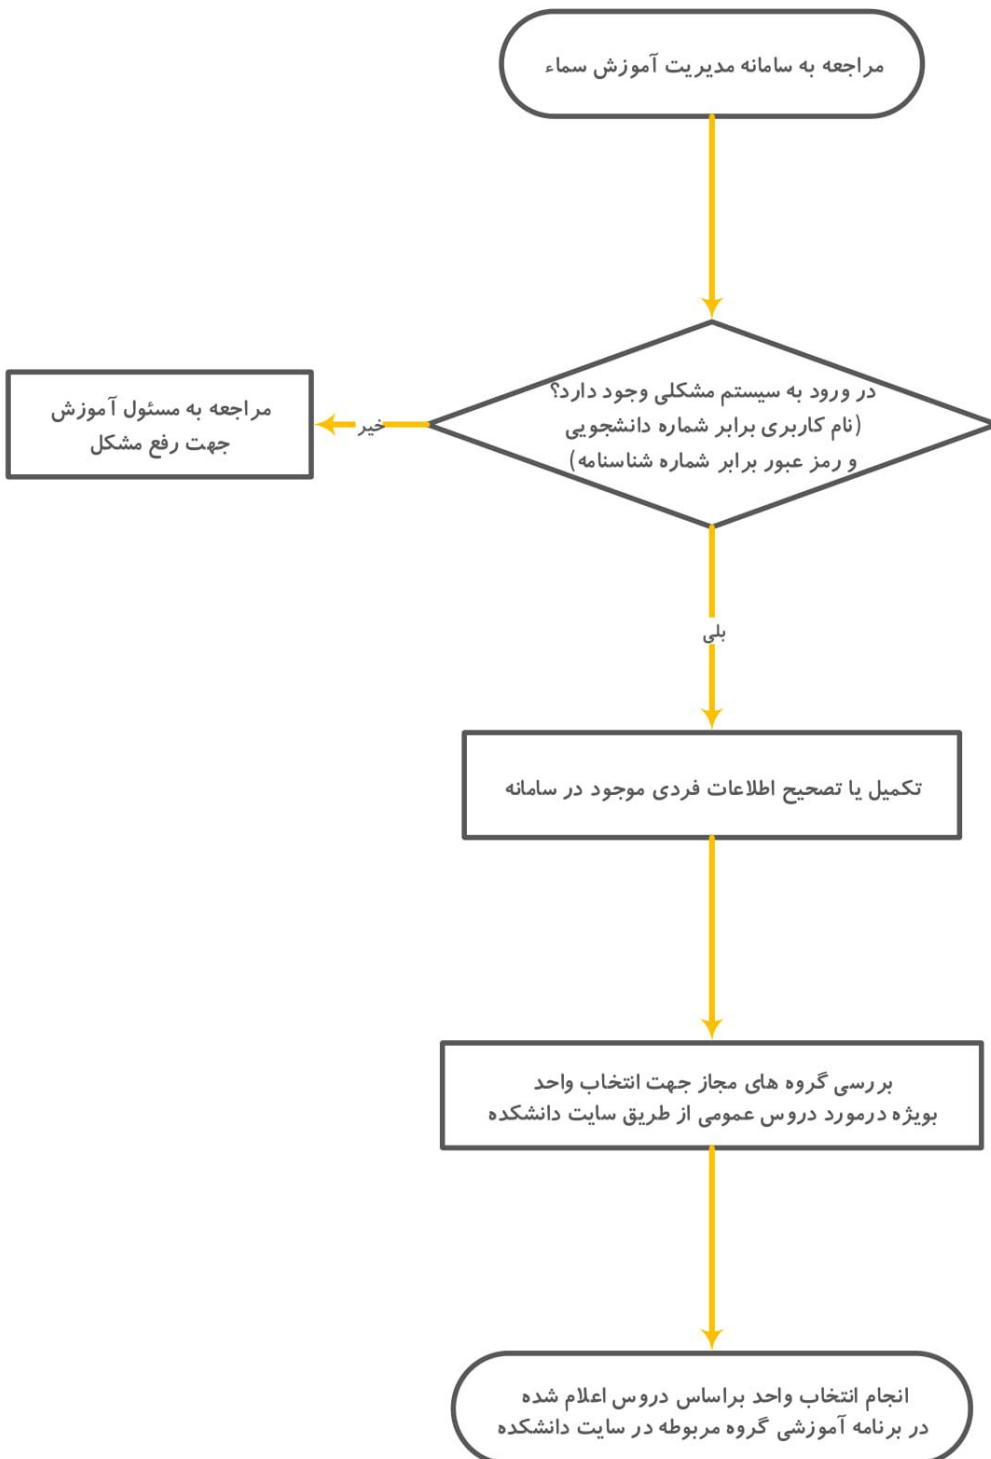 مراجعه به سامانه مدیریت آموزش سماء
در ورود به سیستم مشکلی وجود دارد؟
(نام کاربری برابر شماره دانشجویی
و رمز عبور برابر شماره شناسنامه)
خیر
مراجعه به مسئول آموزش
جهت رفع مشکل
بلی
تکمیل یا تصحیح اطلاعات فردی موجود در سامانه
بررسی گروه های مجاز جهت انتخاب واحد
بویژه درمورد دروس عمومی از طریق سایت دانشکده
انجام انتخاب واحد براساس دروس اعلام شده
در برنامه آموزشی گروه مربوطه در سایت دانشکده